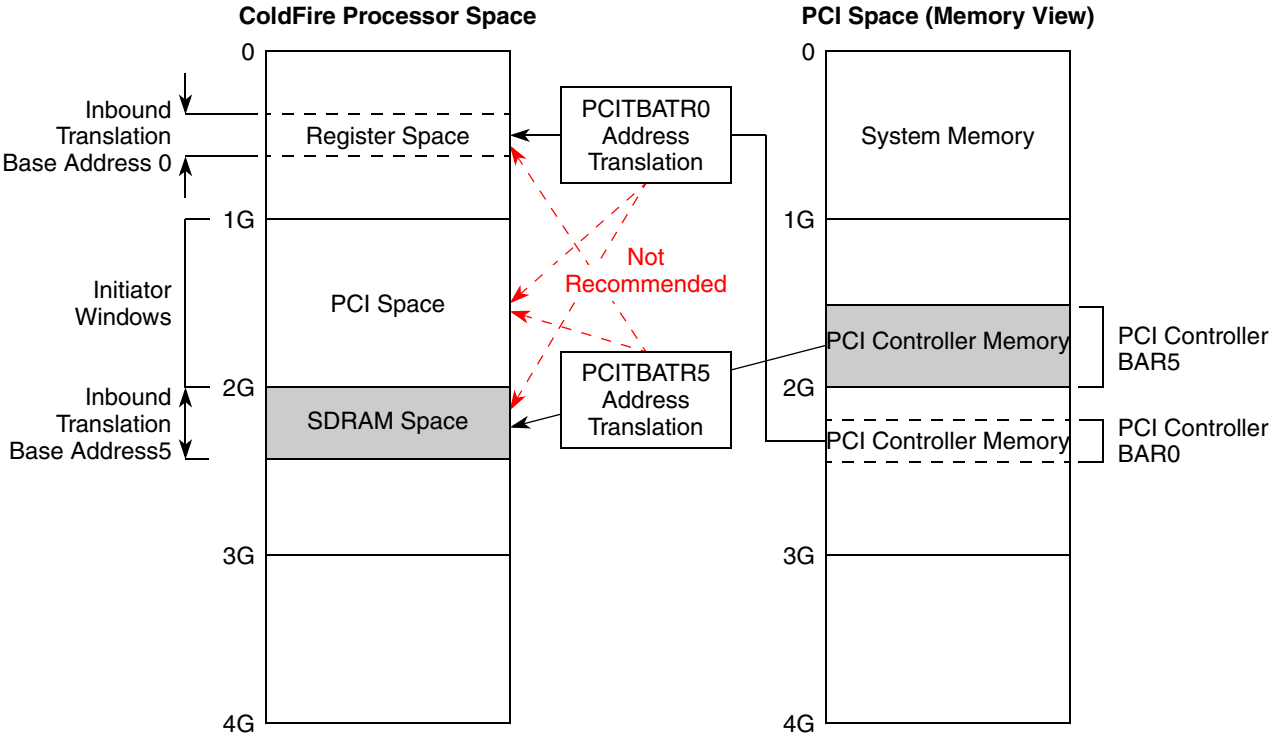 ColdFire Processor Space
PCI Space (Memory View)
0
0
Inbound
Translation
Base Address 0
Register Space
PCITBATR0
Address
Translation
System Memory
1G
1G
Initiator
Windows
PCI Space
Not
Recommended
PCI Controller Memory
PCI Controller
BAR5
2G
2G
Inbound
Translation
Base Address5
SDRAM Space
PCITBATR5
Address
Translation
PCI Controller Memory
PCI Controller
BAR0
3G
3G
4G
4G